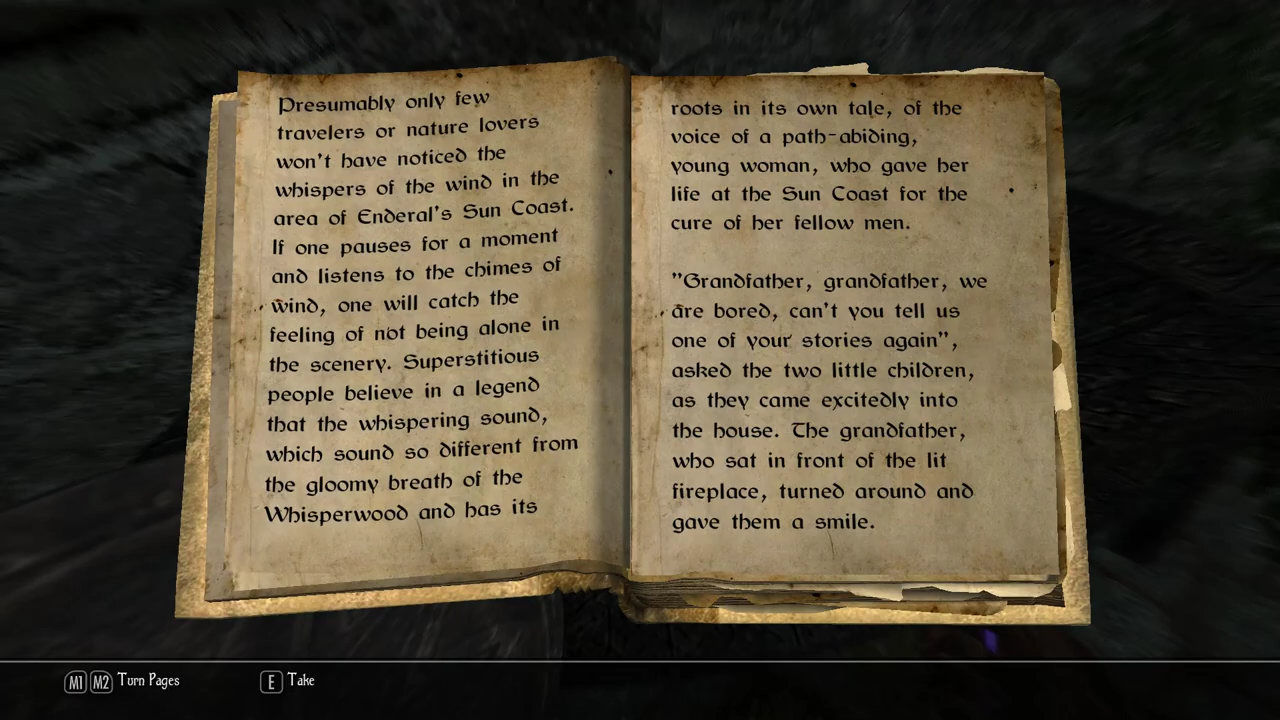 Presumably only few
travelers or nature lovers
won't have noticed the
whispers of the wind in the
area of Enderal's Sun Coast.
If one pauses for a moment
and listens to the chimes of
wind, one will catch the
feeling of not being alone in
the scenery. Superstitious
people believe in a legend
that the whispering sound,
which sound so different from
the gloomy breath of the
Whisperwood and has its
roots in its own tale, of the
voice of a path-abiding,
young woman, who gave her
life at the Sun Coast for the
cure of her fellow men.
"Grandfather, grandfather, we
are bored, can't you tell us
one of your stories again",
asked the two little children,
as they came excitedly into
the house. The grandfather,
who sat in front of the lit
fireplace, turned around and
gave them a smile.
M1 M2 Turn Pages
E Take